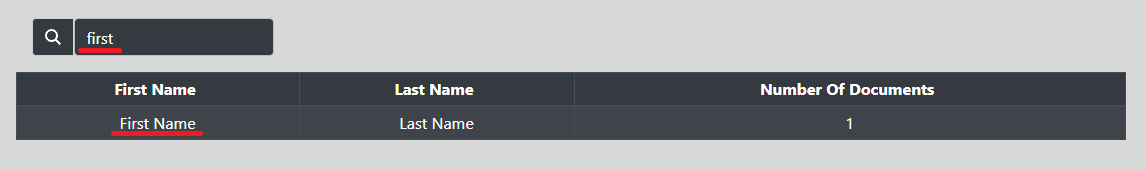 first
First Name Last Name Number Of Documents
First Name Last Name 1